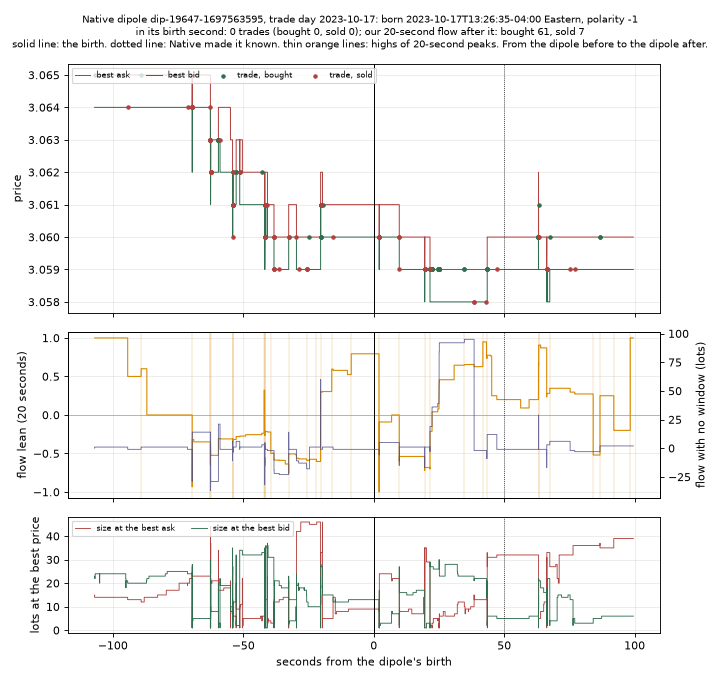 Native dipole dip-19647-1697563595, trade day 2023-10-17: born 2023-10-17T13:26:35-04:00 Eastern, polarity -1
in its birth second: 0 trades (bought 0, sold 0); our 20-second flow after it: bought 61, sold 7
solid line: the birth. dotted line: Native made it known. thin orange lines: highs of 20-second peaks. From the dipole before to the dipole after.
best ask best bid trade, bought trade, sold
3.065
3.064
3.063
3.062
3.061
3.060
3.059
3.058
price
1.0
0.5
0.0
−0.5
−1.0
flow lean (20 seconds)
100
75
50
25
0
−25
flow with no window (lots)
size at the best ask size at the best bid
40
30
20
10
0
lots at the best price
−100 −50 0 50 100
seconds from the dipole's birth